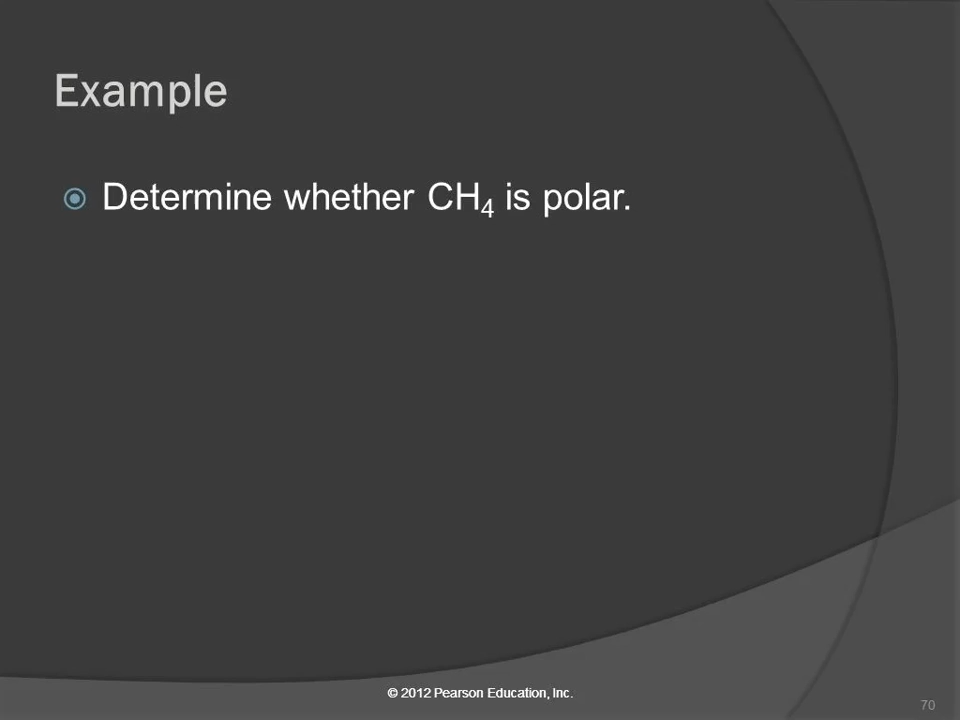 Example
Determine whether CH₄ is polar.
© 2012 Pearson Education, Inc.
70